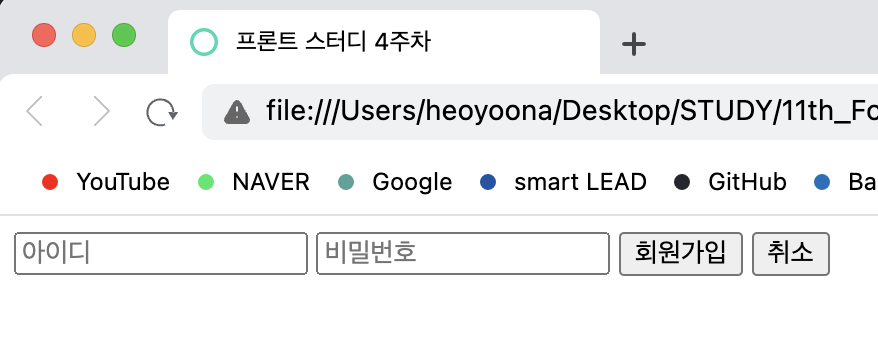 프론트 스터디 4주차
file:///Users/heoyoona/Desktop/STUDY/11th_Fo
YouTube NAVER Google smart LEAD GitHub Ba
아이디 비밀번호 회원가입 취소